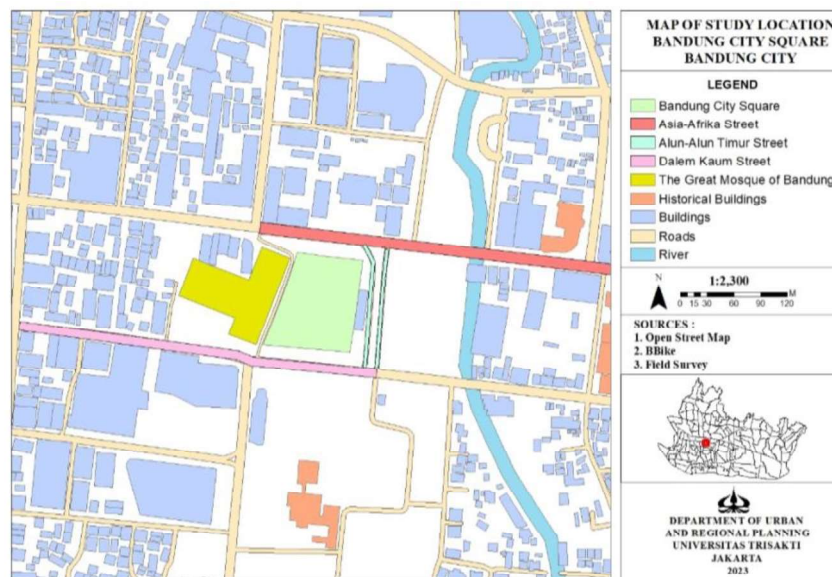 MAP OF STUDY LOCATION
BANDUNG CITY SQUARE
BANDUNG CITY
LEGEND
Bandung City Square
Asia-Afrika Street
Alun-Alun Timur Street
Dalem Kaum Street
The Great Mosque of Bandung
Historical Buildings
Buildings
Roads
River
N
1:2,300
0 15 30 60 90 120
M
SOURCES :
1. Open Street Map
2. BBike
3. Field Survey
DEPARTMENT OF URBAN
AND REGIONAL PLANNING
UNIVERSITAS TRISAKTI
JAKARTA
2023